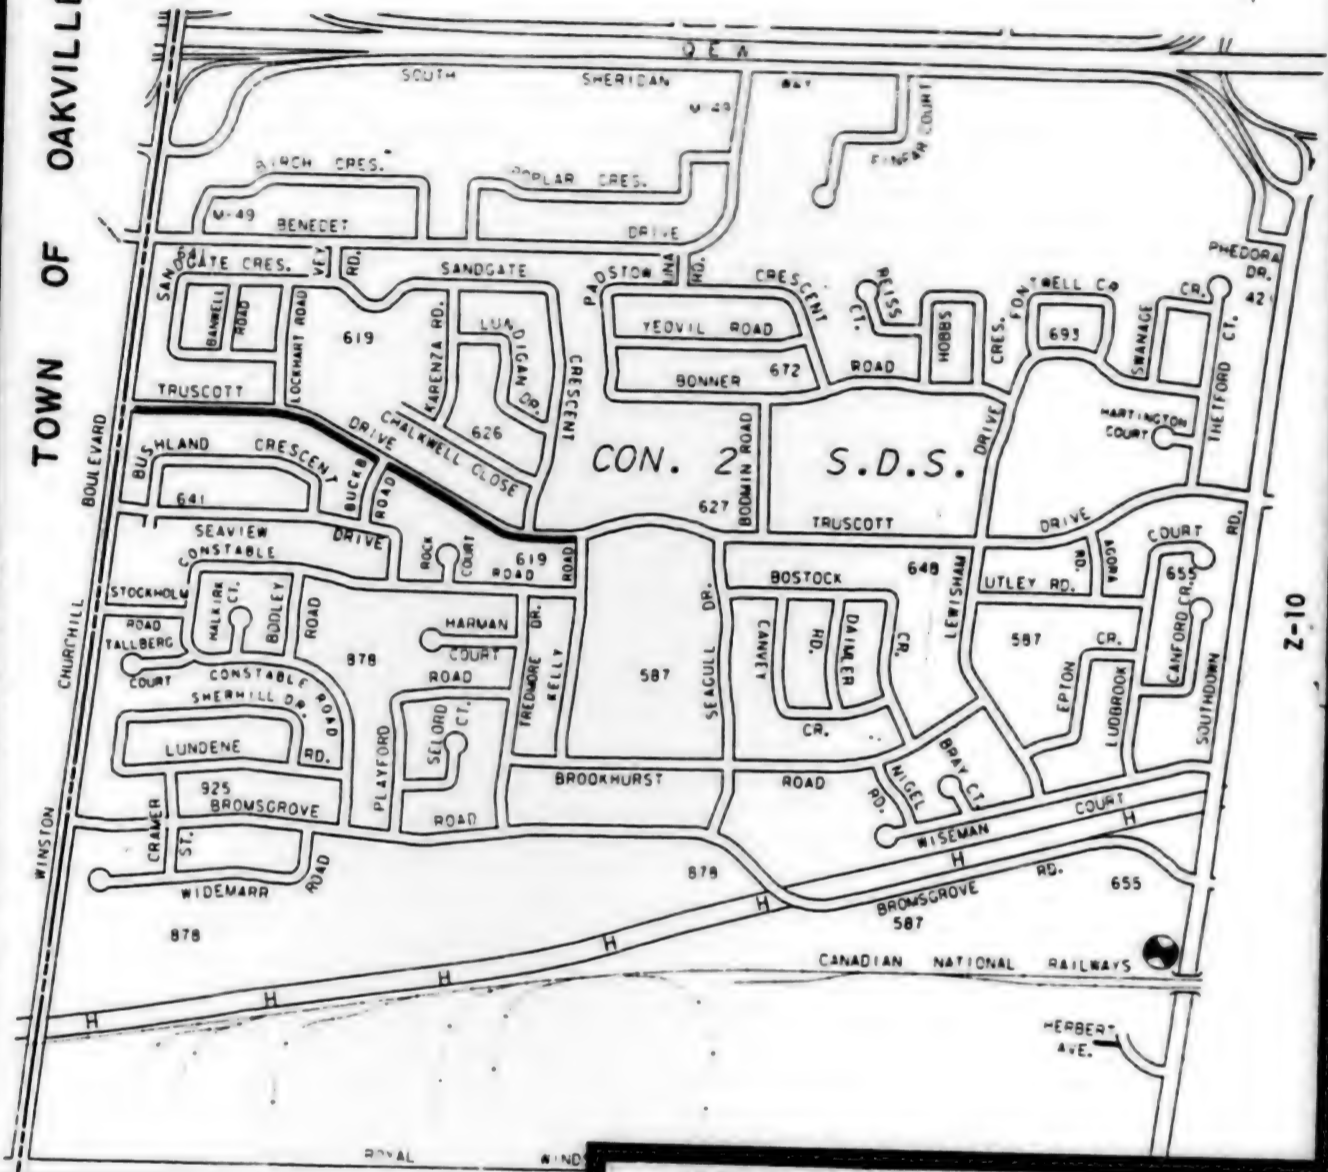 TOWN OF OAKVILLE
Q E W
SOUTH SHERIDAN WAY
M-49
FINFAR COURT
BIRCH CRES.
POPLAR CRES.
M-49
BENEDET DRIVE
PHEDORA DR.
421
641
SANDGATE CRES.
VEY RD.
SANDGATE CRESCENT
PADSTOW CRESCENT
LINA RD.
REISS CT.
FONTWELL CR
SWANAGE CR.
BANWELL ROAD
LOCKHART ROAD
619
KARENZA RD.
LUNDIGAN DR.
YEOVIL ROAD
HOBBS CRES.
693
THETFORD CT.
TRUSCOTT DRIVE
BONNER ROAD
672
HARTINGTON COURT
CHALKWELL CLOSE
626
CON. 2 S.D.S.
BUSHLAND CRESCENT
BUCKBY ROAD
641
627
BODMIN ROAD
LEWISHAM DRIVE
TRUSCOTT DRIVE
SEAVIEW DRIVE
CONSTABLE ROAD
ROCK COURT
619
KELLY ROAD
BOSTOCK CR.
648
UTLEY RD.
AGORA RD.
COURT
655
STOCKHOLM ROAD
HALKIRK CT.
BODLEY ROAD
TALLBERG COURT
878
HARMAN COURT
TREDMORE DR.
587
SEAGULL DR.
CANVEY CR.
DAIMLER RD.
587
EPTON CR.
LUDBROOK
CANFORD CR.
CONSTABLE ROAD
SHERHILL DR.
LUNDENE RD.
PLAYFORD ROAD
SELORD CT.
BROOKHURST ROAD
BRAY CT.
NIGEL RD.
WISEMAN COURT
SOUTHDOWN RD.
Z-10
925
BROMSGROVE ROAD
CRAMER ST.
WIDEMARR ROAD
878
878
BROMSGROVE RD.
587
655
H H H H H H H
CANADIAN NATIONAL RAILWAYS
HERBERT AVE.
WINSTON CHURCHILL BOULEVARD
ROYAL WINDS